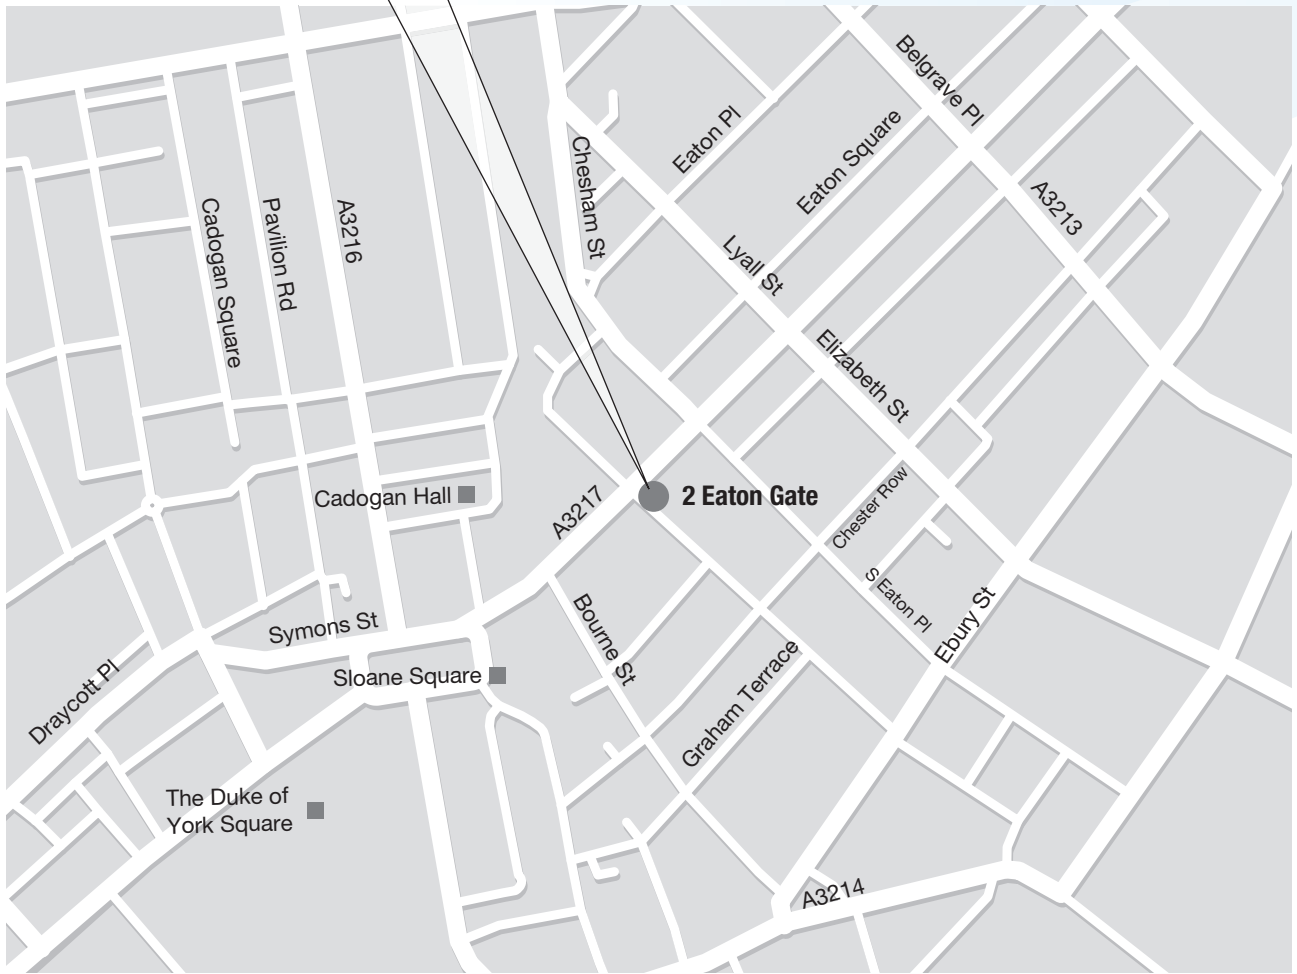 Belgrave Pl
Eaton Pl
Eaton Square
Chesham St
A3213
Cadogan Square
Pavilion Rd
A3216
Lyall St
Elizabeth St
Cadogan Hall
2 Eaton Gate
A3217
Chester Row
S Eaton Pl
Ebury St
Bourne St
Symons St
Sloane Square
Graham Terrace
Draycott Pl
The Duke of
York Square
A3214